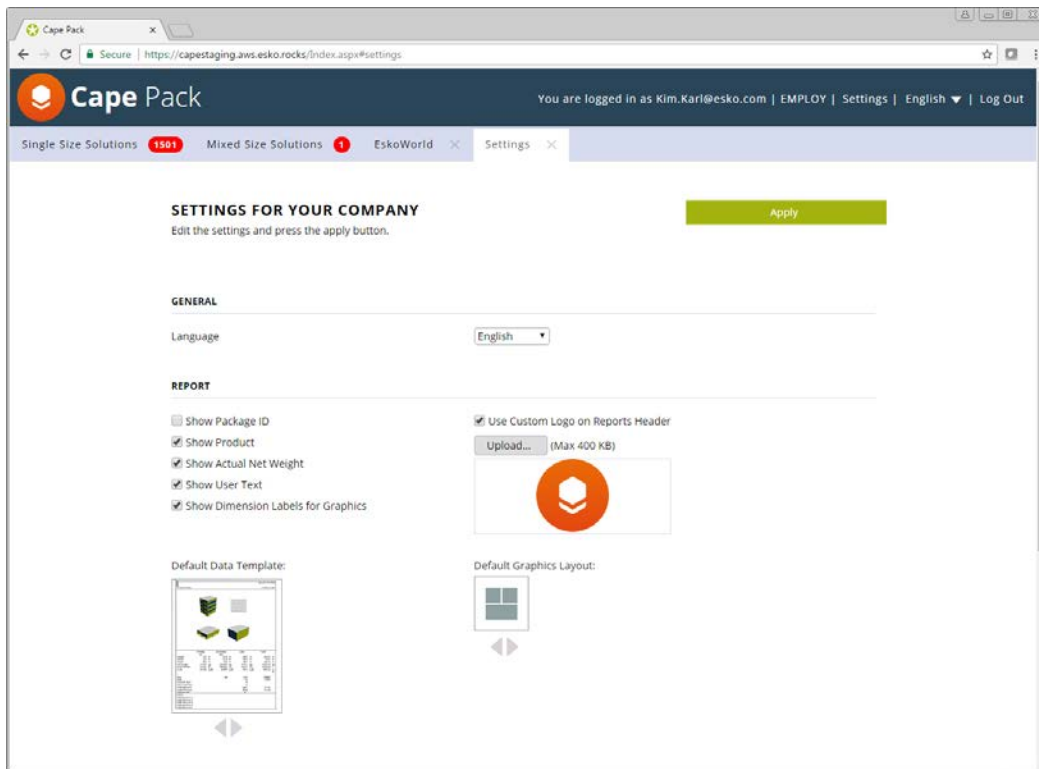 Cape Pack
Secure | https://capestaging.aws.esko.rocks/Index.aspx#settings
Cape Pack
You are logged in as Kim.Karl@esko.com | EMPLOY | Settings | English | Log Out
Single Size Solutions 1501 Mixed Size Solutions 1 EskoWorld Settings
SETTINGS FOR YOUR COMPANY
Apply
Edit the settings and press the apply button.
GENERAL
Language English
REPORT
Show Package ID Use Custom Logo on Reports Header
Show Product Upload... (Max 400 KB)
Show Actual Net Weight
Show User Text
Show Dimension Labels for Graphics
Default Data Template: Default Graphics Layout: